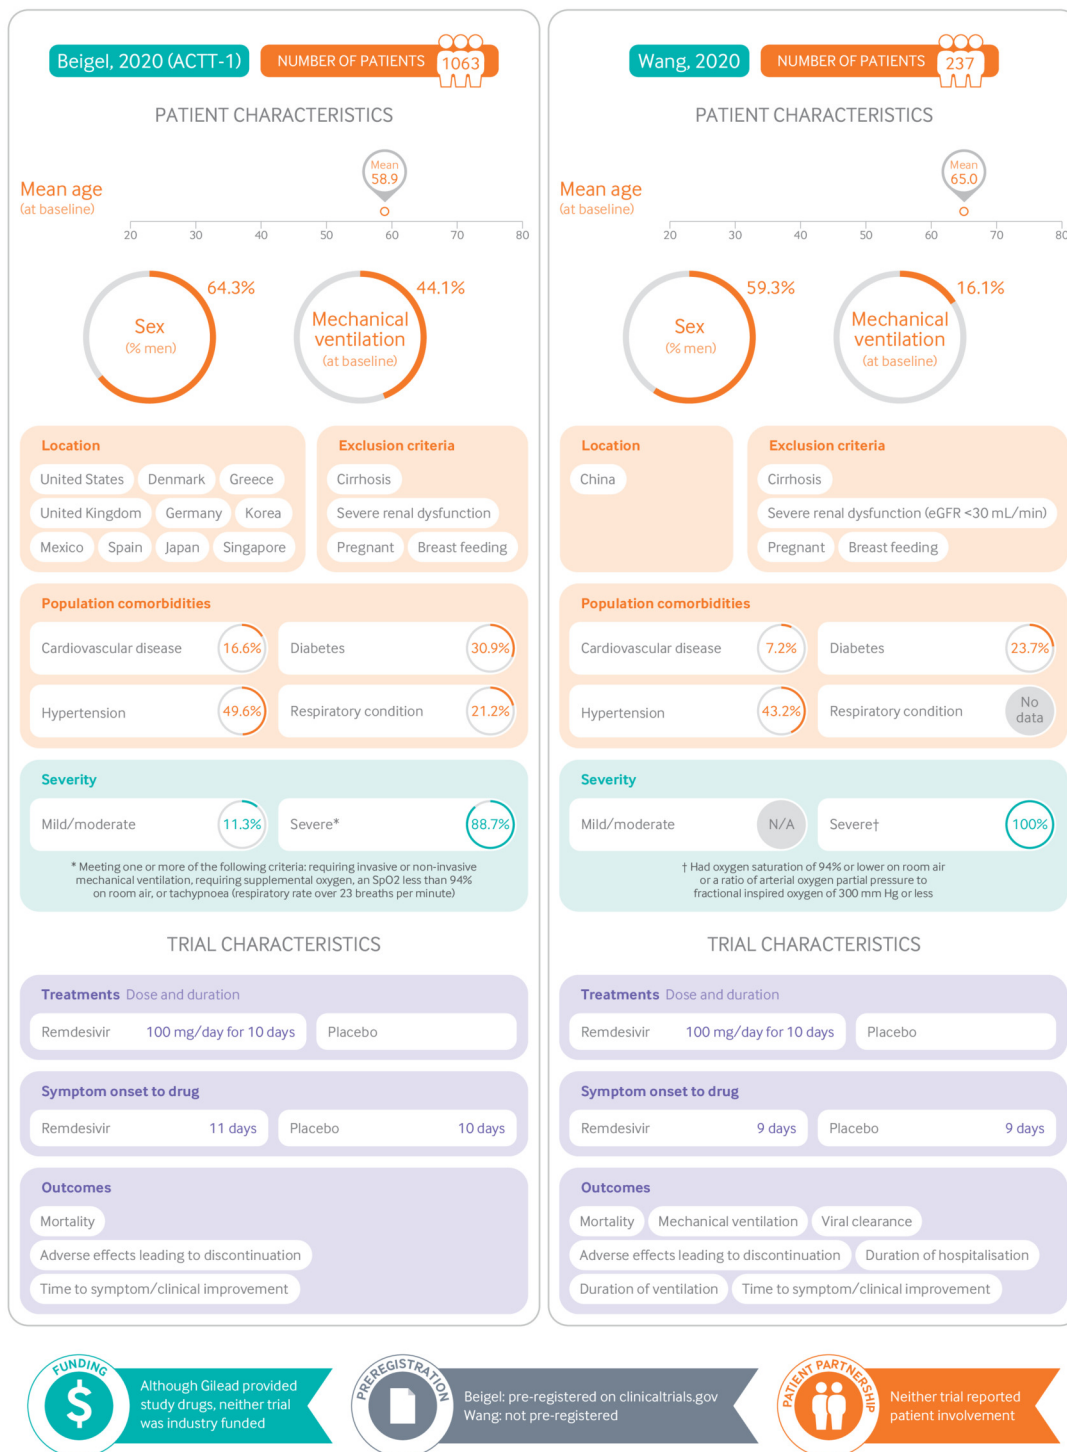 Beigel, 2020 (ACTT-1)
NUMBER OF PATIENTS
1063
PATIENT CHARACTERISTICS
Mean
58.9
Mean age
(at baseline)
20 30 40 50 60 70 80
64.3%
Sex
(% men)
44.1%
Mechanical
ventilation
(at baseline)
Location
United States Denmark Greece
United Kingdom Germany Korea
Mexico Spain Japan Singapore
Exclusion criteria
Cirrhosis
Severe renal dysfunction
Pregnant Breast feeding
Population comorbidities
Cardiovascular disease 16.6% Diabetes 30.9%
Hypertension 49.6% Respiratory condition 21.2%
Severity
Mild/moderate 11.3% Severe* 88.7%
* Meeting one or more of the following criteria: requiring invasive or non-invasive
mechanical ventilation, requiring supplemental oxygen, an SpO2 less than 94%
on room air, or tachypnoea (respiratory rate over 23 breaths per minute)
TRIAL CHARACTERISTICS
Treatments Dose and duration
Remdesivir 100 mg/day for 10 days Placebo
Symptom onset to drug
Remdesivir 11 days Placebo 10 days
Outcomes
Mortality
Adverse effects leading to discontinuation
Time to symptom/clinical improvement
Wang, 2020
NUMBER OF PATIENTS
237
PATIENT CHARACTERISTICS
Mean
65.0
Mean age
(at baseline)
20 30 40 50 60 70 80
59.3%
Sex
(% men)
16.1%
Mechanical
ventilation
(at baseline)
Location
China
Exclusion criteria
Cirrhosis
Severe renal dysfunction (eGFR <30 mL/min)
Pregnant Breast feeding
Population comorbidities
Cardiovascular disease 7.2% Diabetes 23.7%
Hypertension 43.2% Respiratory condition No data
Severity
Mild/moderate N/A Severe† 100%
† Had oxygen saturation of 94% or lower on room air
or a ratio of arterial oxygen partial pressure to
fractional inspired oxygen of 300 mm Hg or less
TRIAL CHARACTERISTICS
Treatments Dose and duration
Remdesivir 100 mg/day for 10 days Placebo
Symptom onset to drug
Remdesivir 9 days Placebo 9 days
Outcomes
Mortality Mechanical ventilation Viral clearance
Adverse effects leading to discontinuation Duration of hospitalisation
Duration of ventilation Time to symptom/clinical improvement
FUNDING
$
Although Gilead provided
study drugs, neither trial
was industry funded
PREREGISTRATION
Beigel: pre-registered on clinicaltrials.gov
Wang: not pre-registered
PATIENT PARTNERSHIP
Neither trial reported
patient involvement